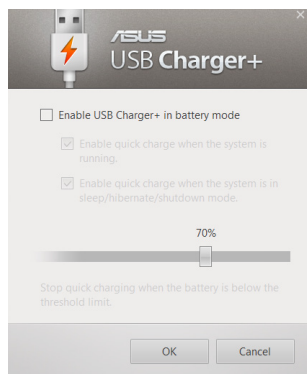 ASUS
USB Charger+
Enable USB Charger+ in battery mode
Enable quick charge when the system is
running.
Enable quick charge when the system is in
sleep/hibernate/shutdown mode.
70%
Stop quick charging when the battery is below the
threshold limit.
OK
Cancel